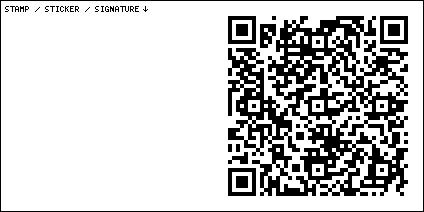 STAMP / STICKER / SIGNATURE ↓